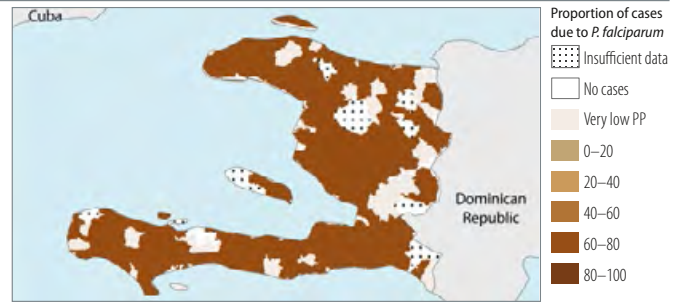 Cuba
Dominican
Republic
Proportion of cases
due to P. falciparum
Insufficient data
No cases
Very low PP
0–20
20–40
40–60
60–80
80–100